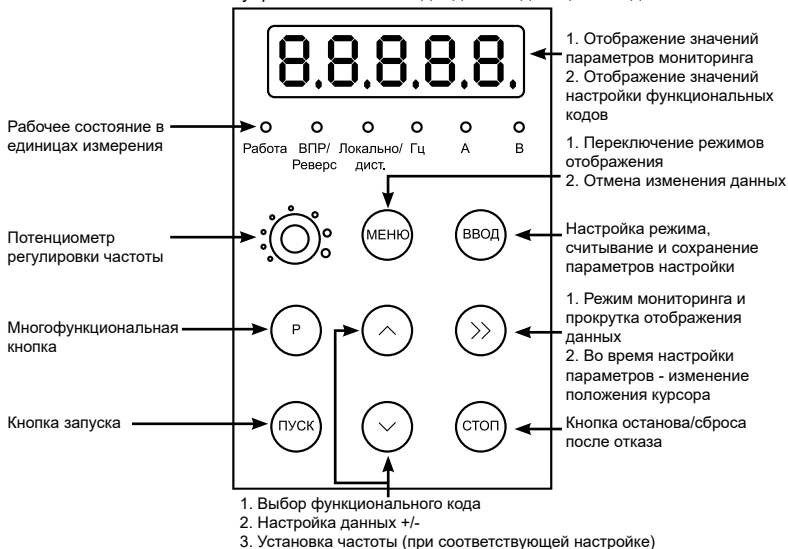 8.8.8.8.8.
1. Отображение значений
параметров мониторинга
2. Отображение значений
настройки функциональных
кодов
Рабочее состояние в
единицах измерения
Работа
ВПР/
Реверс
Локально/
дист.
Гц
А
В
1. Переключение режимов
отображения
2. Отмена изменения данных
Потенциометр
регулировки частоты
МЕНЮ
ВВОД
Настройка режима,
считывание и сохранение
параметров настройки
Многофункциональная
кнопка
Р
1. Режим мониторинга и
прокрутка отображения
данных
2. Во время настройки
параметров - изменение
положения курсора
Кнопка запуска
ПУСК
СТОП
Кнопка останова/сброса
после отказа
1. Выбор функционального кода
2. Настройка данных +/-
3. Установка частоты (при соответствующей настройке)